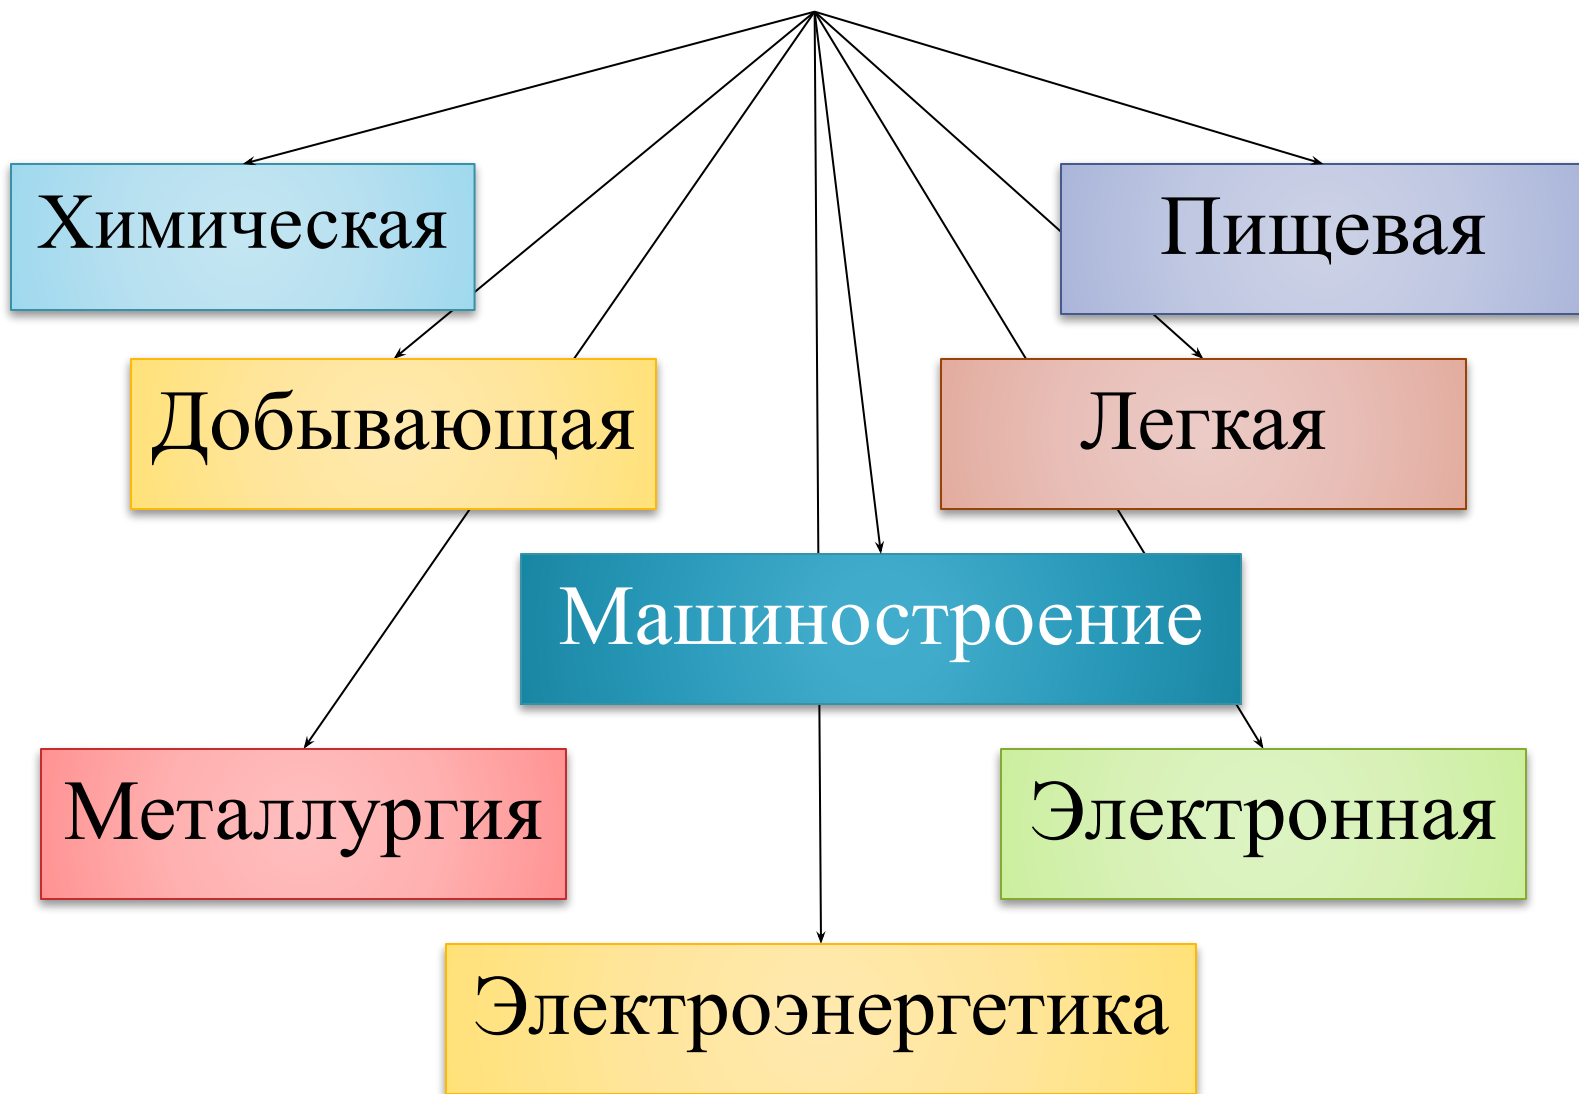 Химическая
Пищевая
Добывающая
Легкая
Машиностроение
Металлургия
Электронная
Электроэнергетика